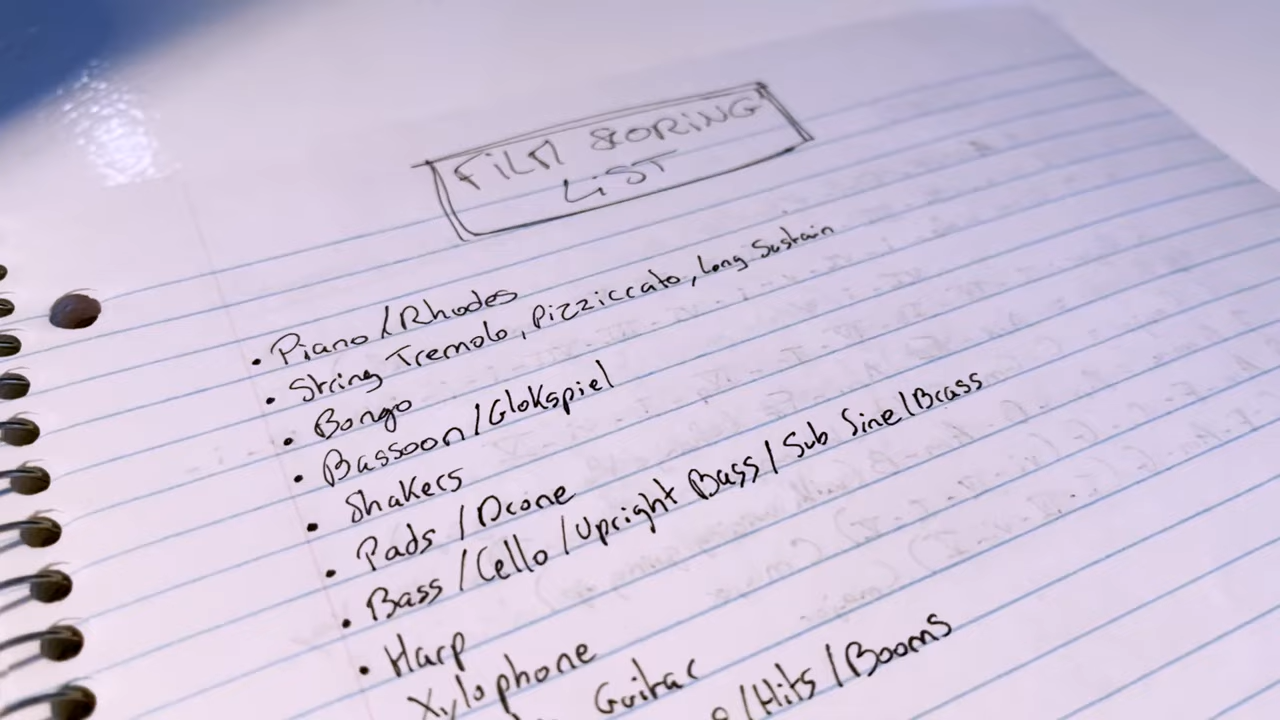 FILM SCORING
LIST
• Piano/Rhodes
• String Tremolo, Pizziccato, Long Sustain
• Bongo
• Bassoon/Glokspiel
• Shakers
• Pads/Drone
• Bass/Cello/Upright Bass/Sub Sine/Brass
• Harp
Xylophone
Guitar
/Hits/Booms